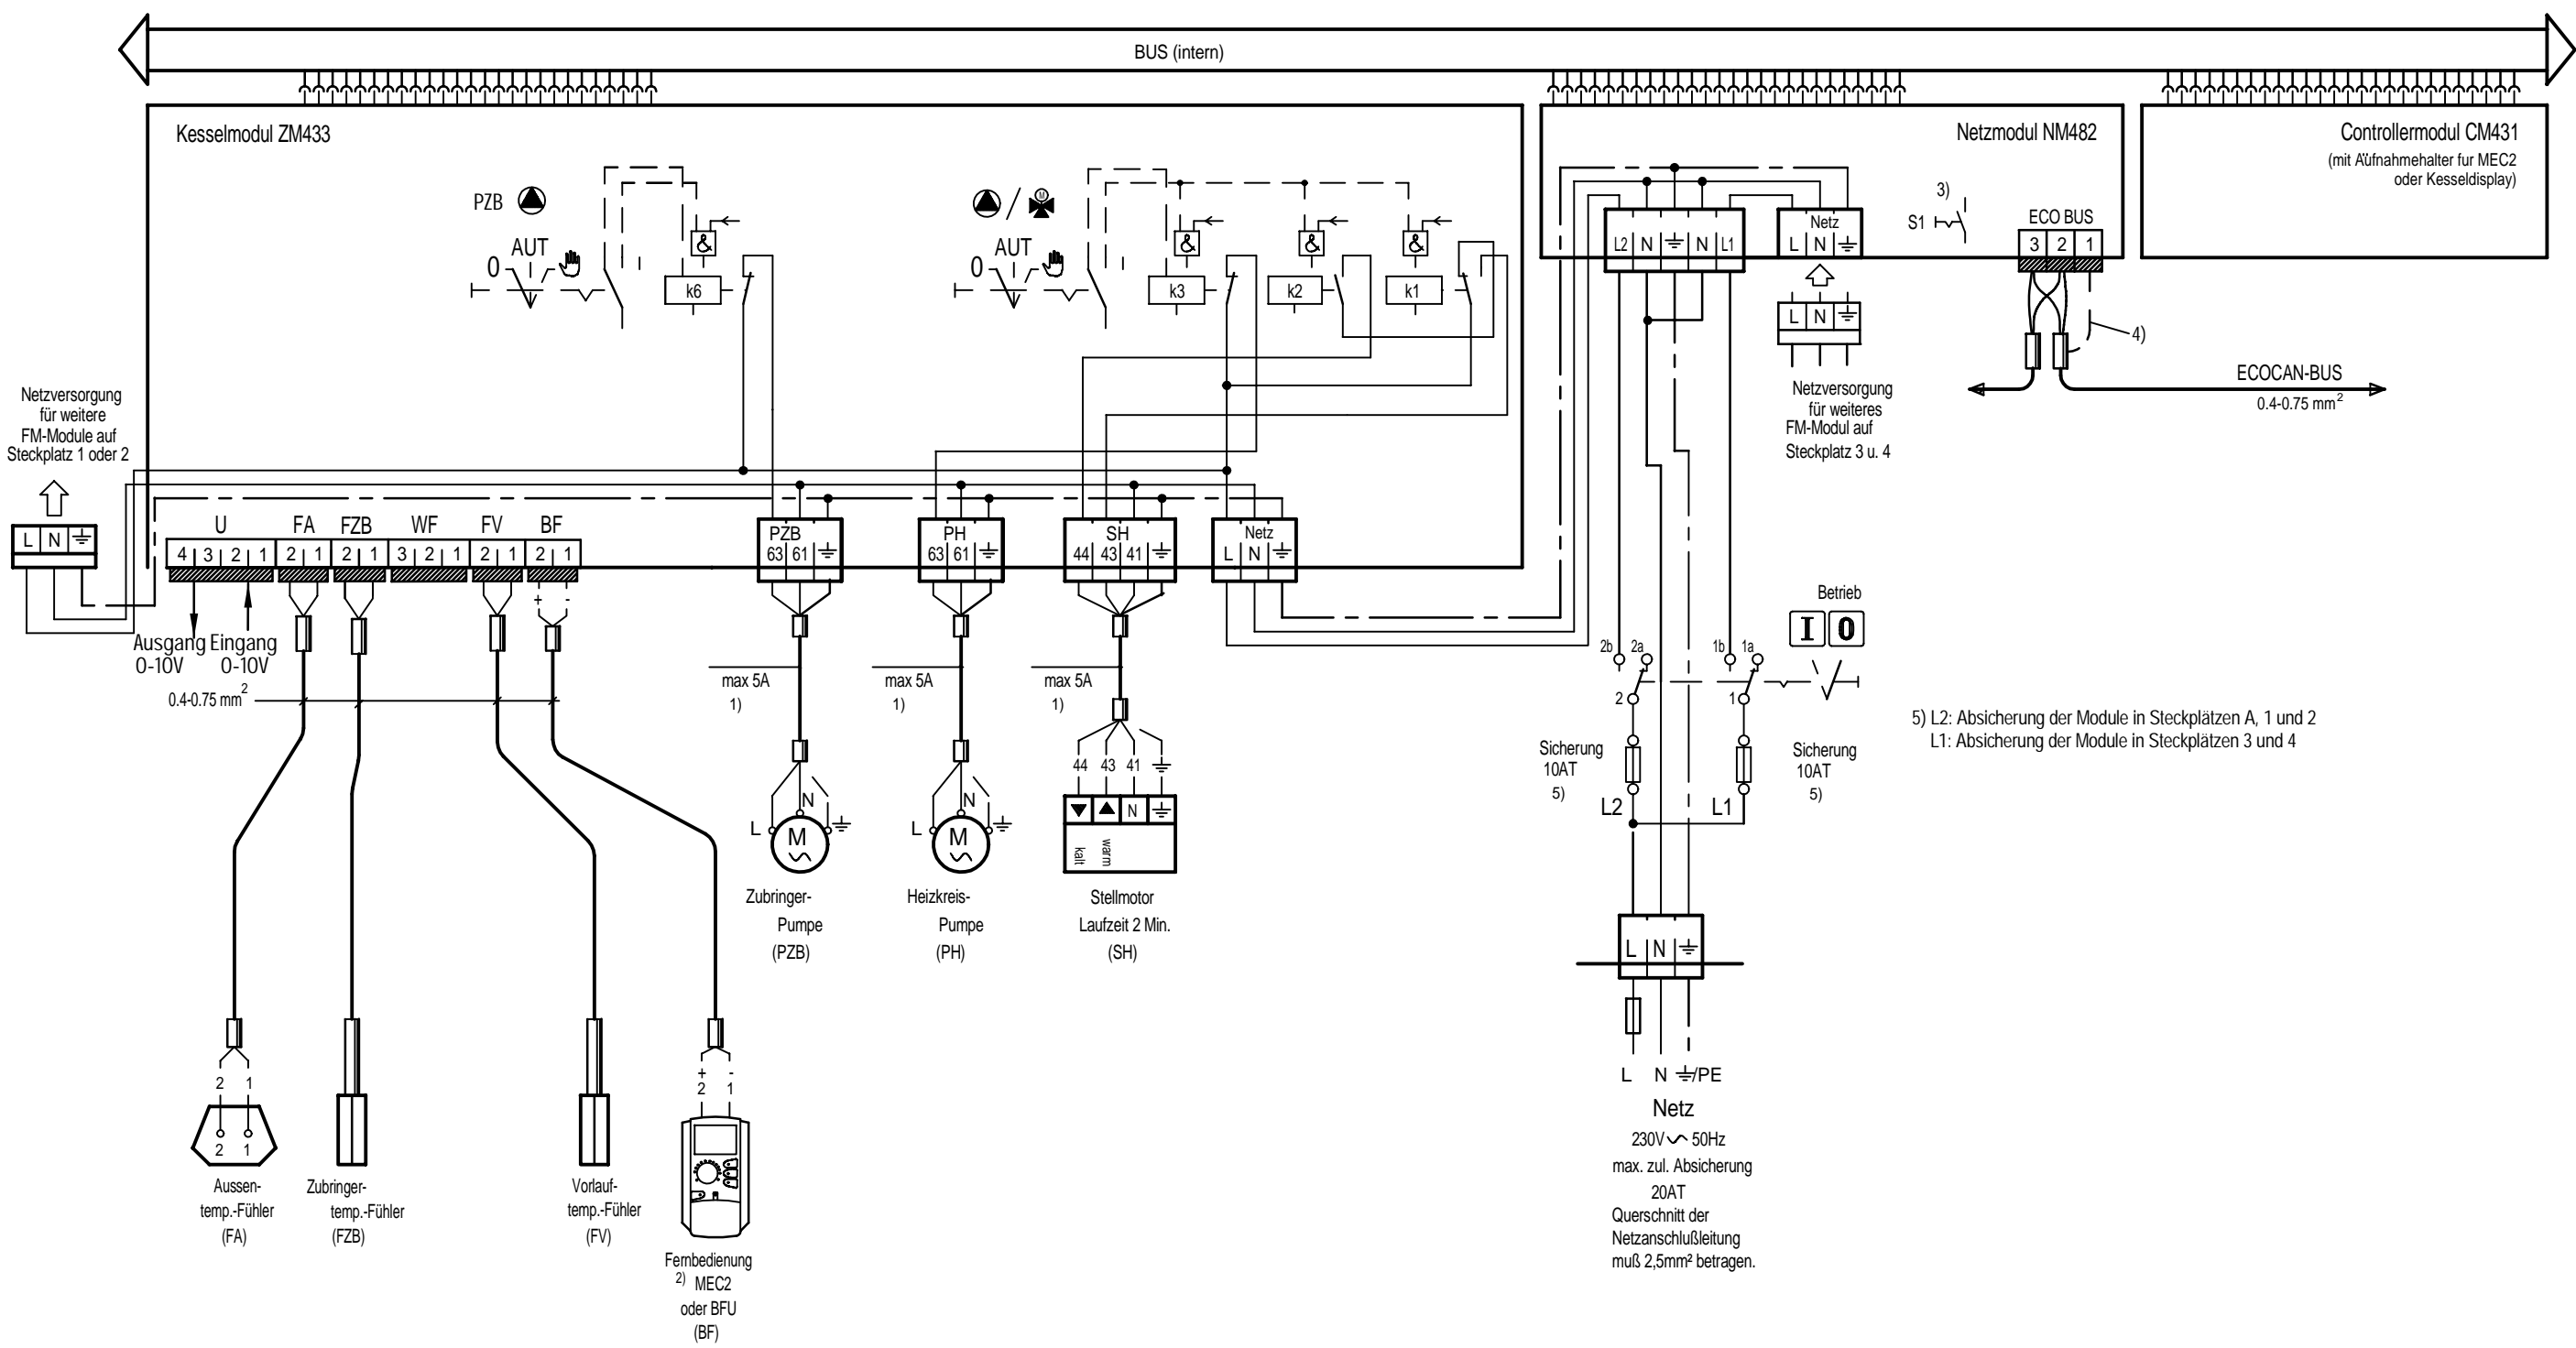 BUS (intern)
Kesselmodul ZM433
PZB
0 AUT
k6
M
0 AUT
&
&
&
&
k3
k2
k1
Netzversorgung
für weitere
FM-Module auf
Steckplatz 1 oder 2
L N
U FA FZB WF FV BF
4 3 2 1 2 1 2 1 3 2 1 2 1 2 1
PZB
63 61
PH
63 61
SH
44 43 41
Netz
L N
+ -
Ausgang Eingang
0-10V 0-10V
0.4-0.75 mm2
max 5A
1)
max 5A
1)
max 5A
1)
44 43 41
N
kalt warm
L N
M
L N
M
Zubringer-
Pumpe
(PZB)
Heizkreis-
Pumpe
(PH)
Stellmotor
Laufzeit 2 Min.
(SH)
2 1
2 1
Aussen-
temp.-Fühler
(FA)
Zubringer-
temp.-Fühler
(FZB)
Vorlauf-
temp.-Fühler
(FV)
+ -
2 1
Fernbedienung
2) MEC2
oder BFU
(BF)
Netzmodul NM482
3)
S1
L2 N N L1
Netz
L N
ECO BUS
3 2 1
L N
Netzversorgung
für weiteres
FM-Modul auf
Steckplatz 3 u. 4
4)
ECOCAN-BUS
0.4-0.75 mm2
Controllermodul CM431
(mit Aüfnahmehalter fur MEC2
oder Kesseldisplay)
Betrieb
I 0
2b 2a 1b 1a
2 1
Sicherung
10AT
5)
Sicherung
10AT
5)
L2 L1
5) L2: Absicherung der Module in Steckplätzen A, 1 und 2
L1: Absicherung der Module in Steckplätzen 3 und 4
L N
L N /PE
Netz
230V 50Hz
max. zul. Absicherung
20AT
Querschnitt der
Netzanschlußleitung
muß 2,5mm² betragen.